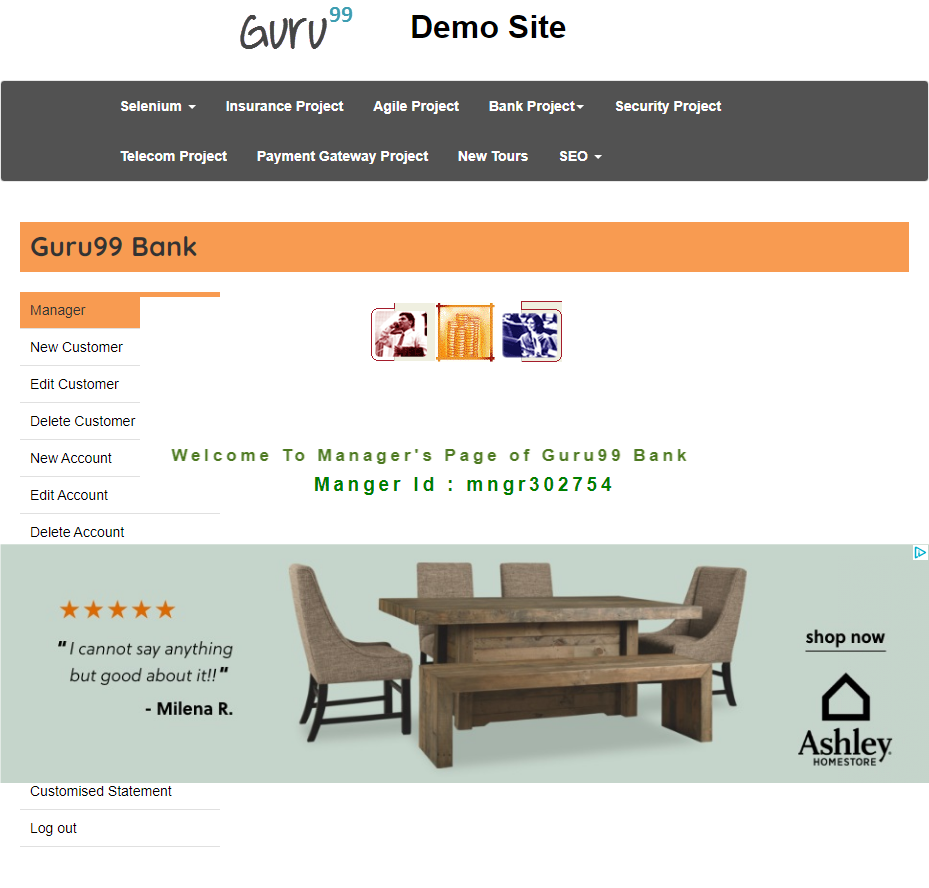 Guru99
Demo Site
Selenium Insurance Project Agile Project Bank Project Security Project
Telecom Project Payment Gateway Project New Tours SEO
Guru99 Bank
Manager
New Customer
Edit Customer
Delete Customer
New Account
Edit Account
Delete Account
Welcome To Manager's Page of Guru99 Bank
Manger Id : mngr302754
"I cannot say anything
but good about it!!"
- Milena R.
shop now
Ashley
HOMESTORE
Customised Statement
Log out